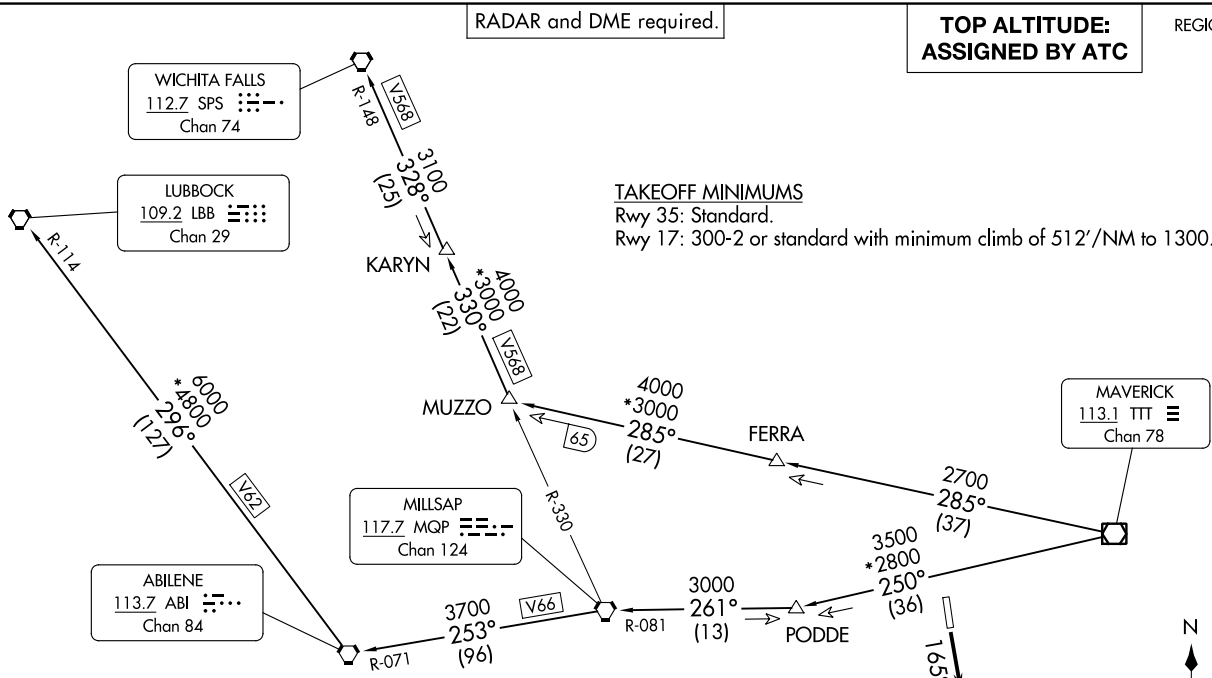 RADAR and DME required.
TOP ALTITUDE:
ASSIGNED BY ATC
REGIO
WICHITA FALLS
112.7 SPS
Chan 74
R-148
V568
3100
328°
(25)
LUBBOCK
109.2 LBB
Chan 29
R-114
TAKEOFF MINIMUMS
Rwy 35: Standard.
Rwy 17: 300-2 or standard with minimum climb of 512'/NM to 1300.
KARYN
4000
*3000
330°
(22)
V568
6000
*4800
296°
(127)
V62
MUZZO
4000
*3000
285°
(27)
65
FERRA
MAVERICK
113.1 TTT
Chan 78
2700
285°
(37)
MILLSAP
117.7 MQP
Chan 124
R-330
3500
*2800
250°
(36)
ABILENE
113.7 ABI
Chan 84
3700
V66
253°
(96)
R-071
3000
261°
(13)
R-081
PODDE
165°
N